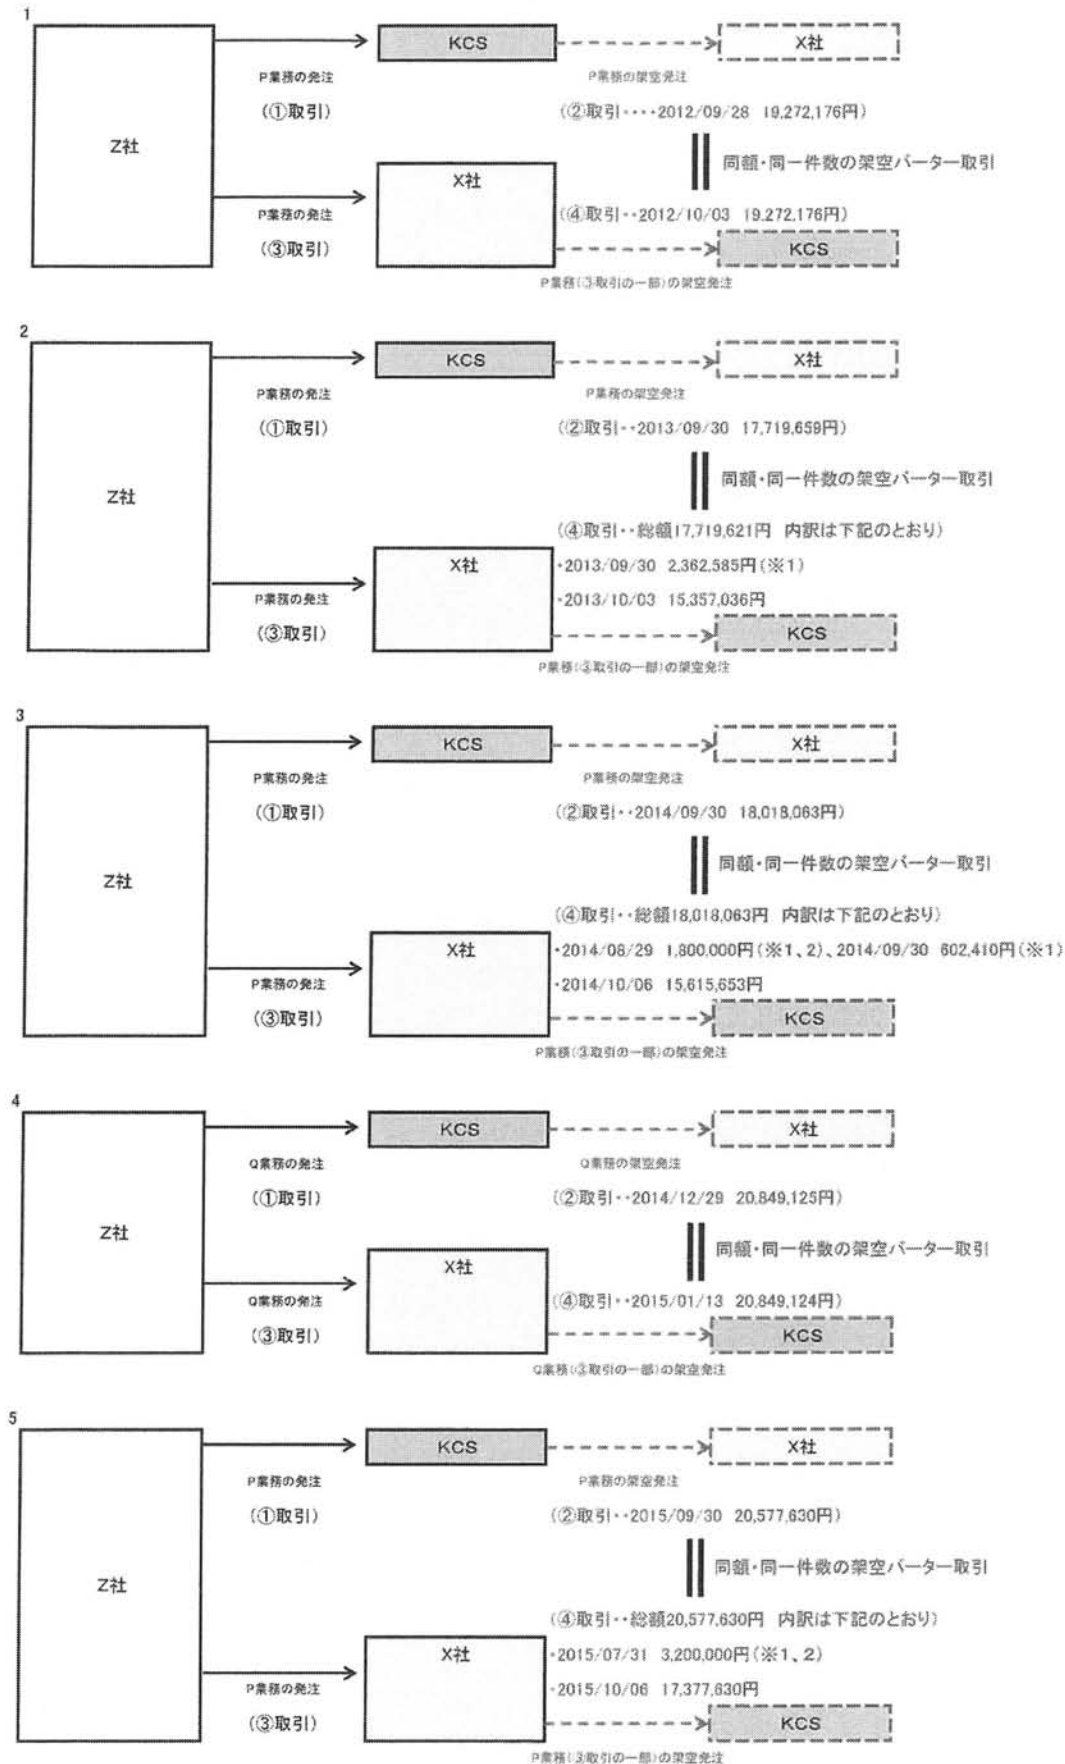 1
KCS
X社
P業務の発注
P業務の架空発注
(①取引)
(②取引････2012/09/28 19,272,176円)
Z社
同額･同一件数の架空バーター取引
X社
P業務の発注
(④取引･･2012/10/03 19,272,176円)
(③取引)
KCS
P業務(③取引の一部)の架空発注
2
KCS
X社
P業務の発注
P業務の架空発注
(①取引)
(②取引･･2013/09/30 17,719,659円)
Z社
同額･同一件数の架空バーター取引
(④取引･･総額17,719,621円 内訳は下記のとおり)
X社
･2013/09/30 2,362,585円(※1)
P業務の発注
･2013/10/03 15,357,036円
(③取引)
KCS
P業務(③取引の一部)の架空発注
3
KCS
X社
P業務の発注
P業務の架空発注
(①取引)
(②取引･･2014/09/30 18,018,063円)
Z社
同額･同一件数の架空バーター取引
(④取引･･総額18,018,063円 内訳は下記のとおり)
X社
･2014/08/29 1,800,000円(※1、2)、2014/09/30 602,410円(※1)
P業務の発注
･2014/10/06 15,615,653円
(③取引)
KCS
P業務(③取引の一部)の架空発注
4
KCS
X社
Q業務の発注
Q業務の架空発注
(①取引)
(②取引･･2014/12/29 20,849,125円)
Z社
同額･同一件数の架空バーター取引
X社
Q業務の発注
(④取引･･2015/01/13 20,849,124円)
(③取引)
KCS
Q業務(③取引の一部)の架空発注
5
KCS
X社
P業務の発注
P業務の架空発注
(①取引)
(②取引･･2015/09/30 20,577,630円)
Z社
同額･同一件数の架空バーター取引
(④取引･･総額20,577,630円 内訳は下記のとおり)
X社
･2015/07/31 3,200,000円(※1、2)
P業務の発注
･2015/10/06 17,377,630円
(③取引)
KCS
P業務(③取引の一部)の架空発注